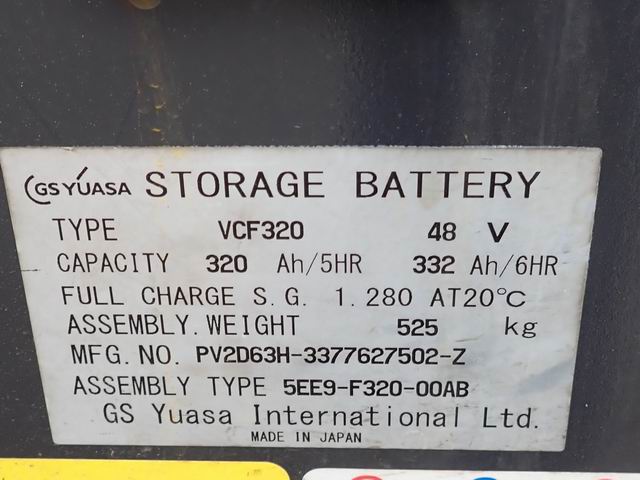 GS YUASA STORAGE BATTERY
TYPE VCF320 48 V
CAPACITY 320 Ah/5HR 332 Ah/6HR
FULL CHARGE S.G. 1.280 AT20°C
ASSEMBLY.WEIGHT 525 kg
MFG.NO. PV2D63H-3377627502-Z
ASSEMBLY TYPE 5EE9-F320-00AB
GS Yuasa International Ltd.
MADE IN JAPAN